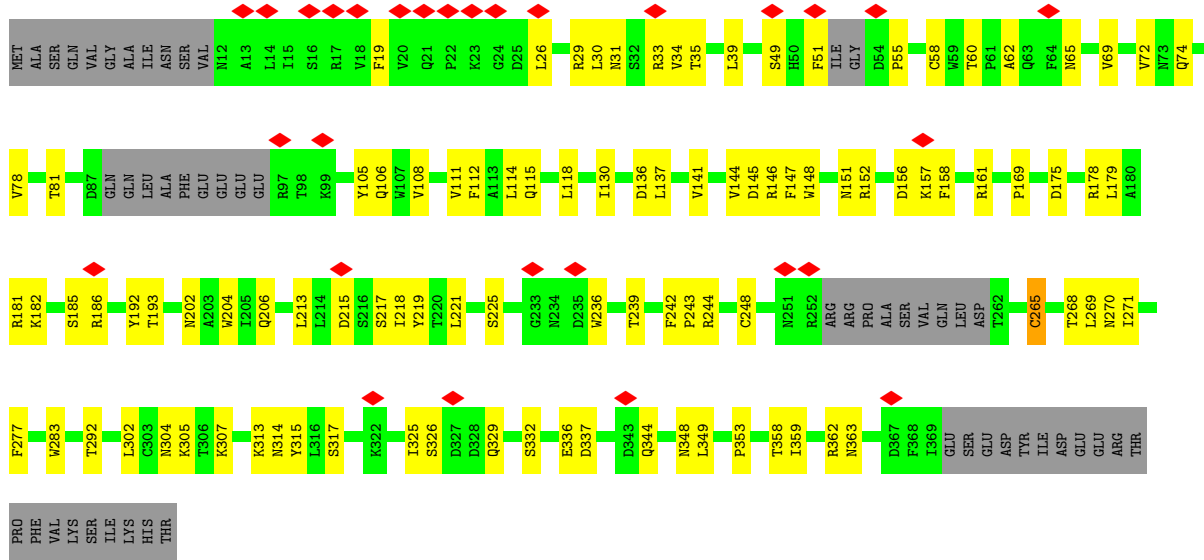 MET ALA SER GLN VAL GLY ALA ILE ASN SER VAL N12 A13 L14 I15 S16 R17 V18 F19 V20 Q21 P22 K23 G24 D25 L26 R29 L30 N31 S32 R33 V34 T35 L39 S49 H50 F51 ILE GLY D54 P55 C58 W59 T60 P61 A62 Q63 F64 N65 V69 V72 N73 Q74
V78 T81 D87 GLN GLN LEU ALA PHE GLU GLU GLU GLU R97 T98 K99 Y105 Q106 W107 V108 V111 F112 A113 L114 Q115 L118 I130 D136 L137 V141 V144 D145 R146 F147 W148 N151 R152 D156 K157 F158 R161 P169 D175 R178 L179 A180
R181 K182 S185 R186 Y192 T193 N202 A203 W204 I205 Q206 L213 L214 D215 S216 S217 I218 Y219 T220 L221 S225 G233 N234 D235 W236 T239 F242 P243 R244 C248 N251 R252 ARG ARG PRO ALA SER VAL GLN LEU ASP T262 C265 T268 L269 N270 I271
F277 W283 T292 L302 C303 N304 K305 T306 K307 K313 N314 Y315 L316 S317 K322 I325 S326 D327 D328 Q329 S332 E336 D337 D343 Q344 N348 L349 P353 T358 I359 R362 N363 D367 F368 I369 GLU SER GLU ASP TYR ILE ASP GLU GLU ARG THR
PRO PHE VAL LYS SER ILE LYS HIS THR